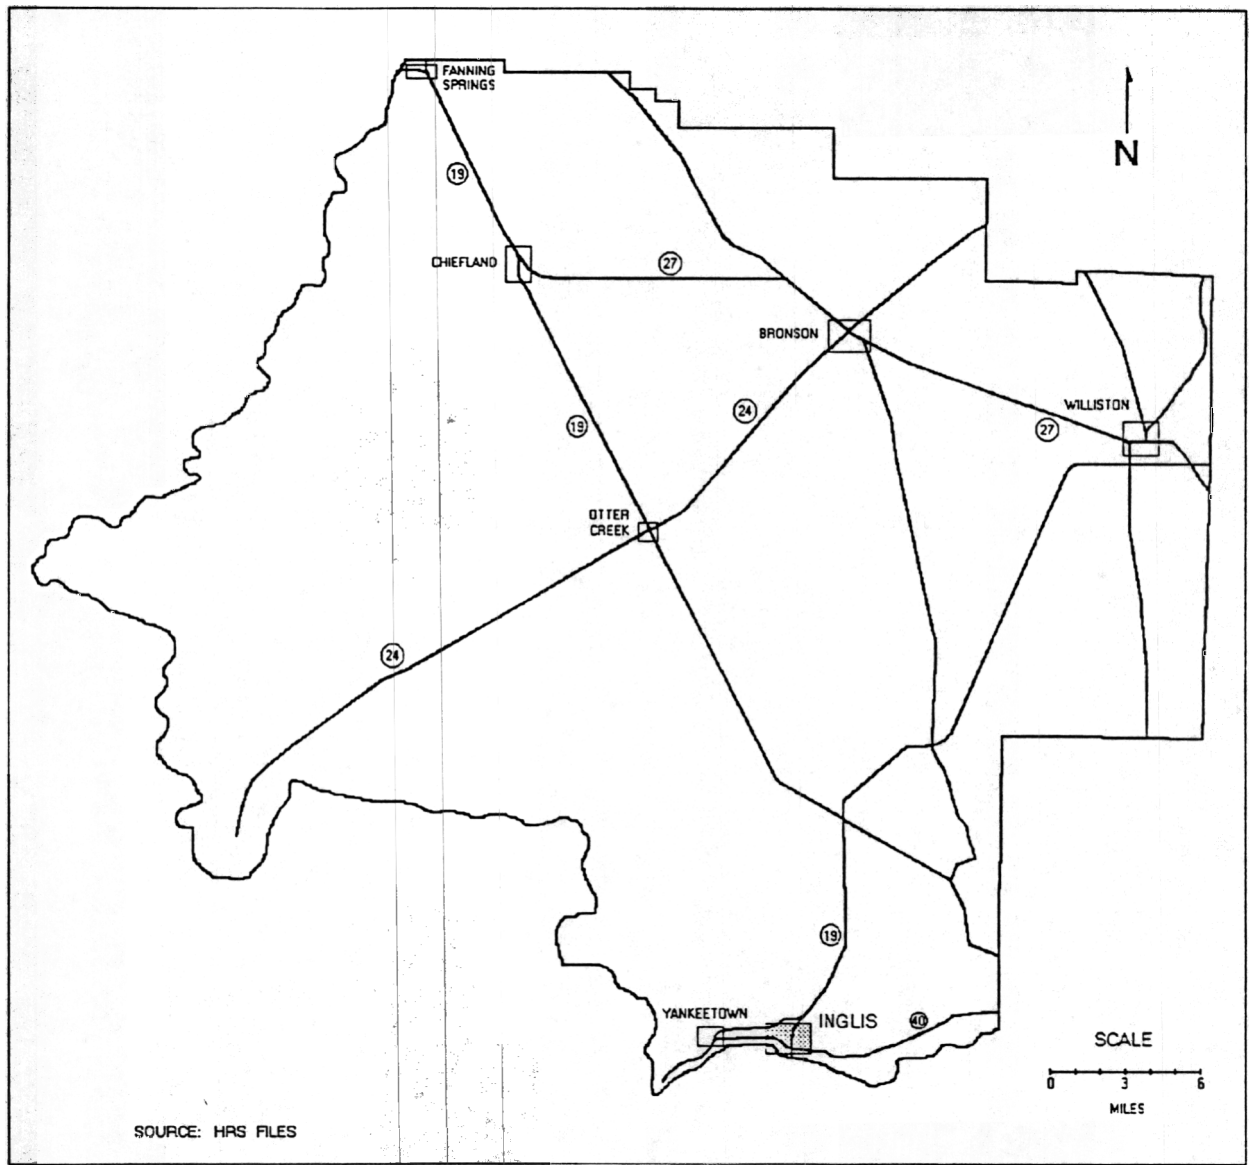 FANNING
SPRINGS
N
19
CHIEFLAND
27
BRONSON
24
WILLISTON
27
19
OTTER
CREEK
24
19
YANKEETOWN
INGLIS
40
SCALE
0 3 6
MILES
SOURCE: HRS FILES